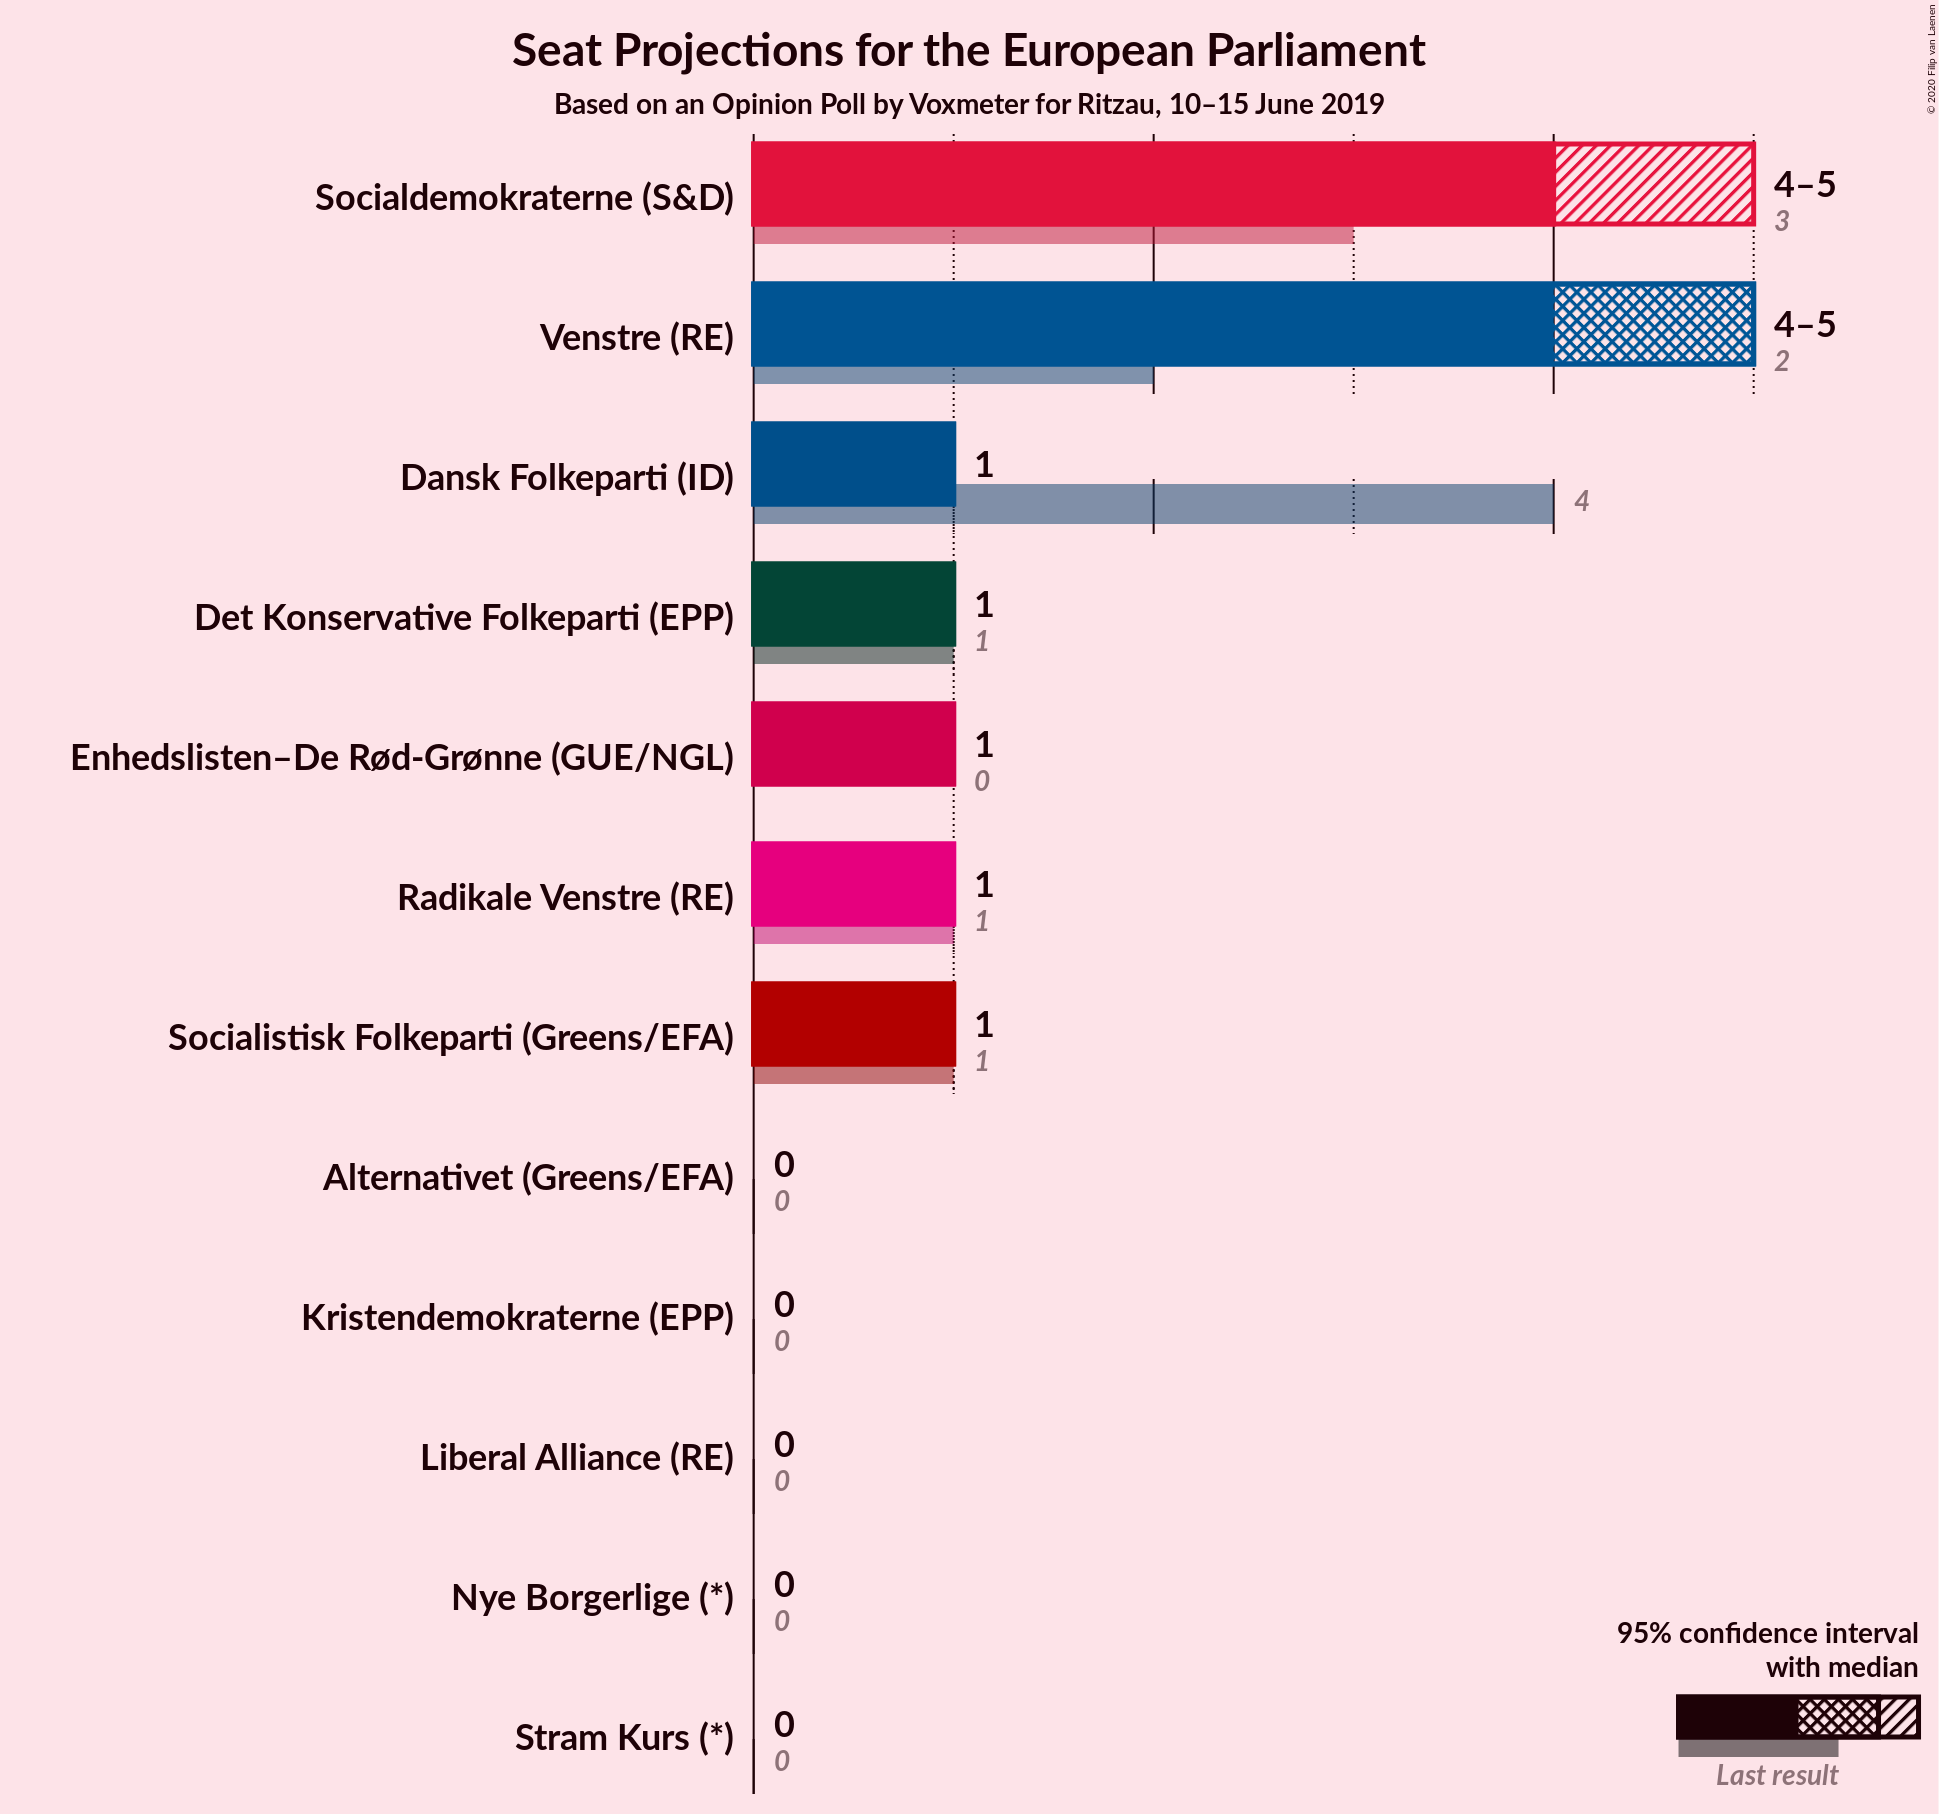 Seat Projections for the European Parliament
Based on an Opinion Poll by Voxmeter for Ritzau, 10–15 June 2019
© 2020 Filip van Laenen
Socialdemokraterne (S&D)
4–5
3
Venstre (RE)
4–5
2
Dansk Folkeparti (ID)
1
4
Det Konservative Folkeparti (EPP)
1
1
Enhedslisten–De Rød-Grønne (GUE/NGL)
1
0
Radikale Venstre (RE)
1
1
Socialistisk Folkeparti (Greens/EFA)
1
1
Alternativet (Greens/EFA)
0
0
Kristendemokraterne (EPP)
0
0
Liberal Alliance (RE)
0
0
Nye Borgerlige (*)
0
0
Stram Kurs (*)
0
0
95% confidence interval
with median
Last result